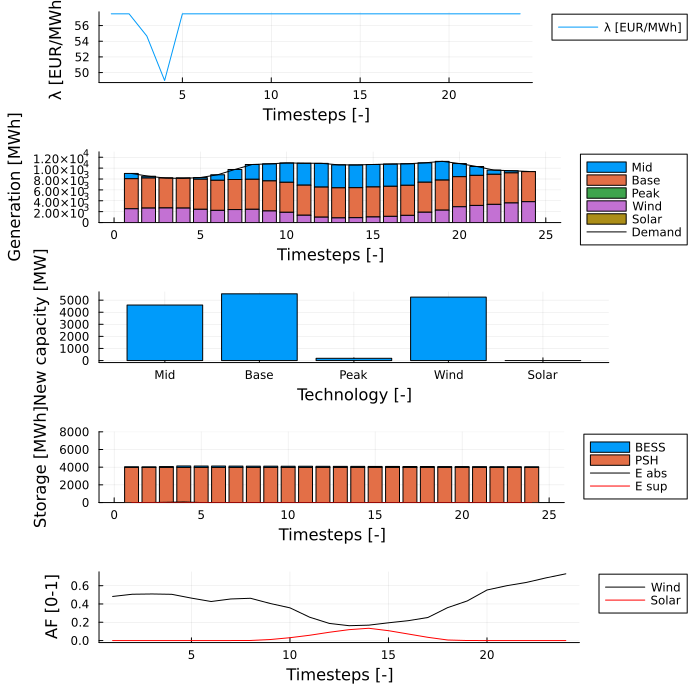 λ [EUR/MWh]
56
54
52
50
5
10
15
20
Timesteps [-]
λ [EUR/MWh]
Generation [MWh]
1.20×10⁴
1.00×10⁴
8.00×10³
6.00×10³
4.00×10³
2.00×10³
0
0
5
10
15
20
25
Timesteps [-]
Mid
Base
Peak
Wind
Solar
Demand
New capacity [MW]
5000
4000
3000
2000
1000
0
Mid
Base
Peak
Wind
Solar
Technology [-]
Storage [MWh]
8000
6000
4000
2000
0
0
5
10
15
20
25
Timesteps [-]
BESS
PSH
E abs
E sup
AF [0-1]
0.6
0.4
0.2
0.0
5
10
15
20
Timesteps [-]
Wind
Solar